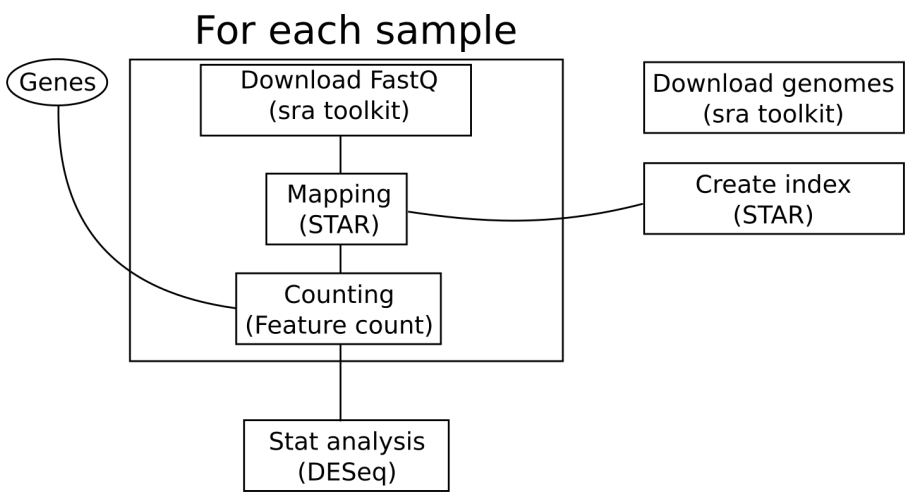 For each sample
Genes
Download FastQ
(sra toolkit)
Download genomes
(sra toolkit)
Mapping
(STAR)
Create index
(STAR)
Counting
(Feature count)
Stat analysis
(DESeq)